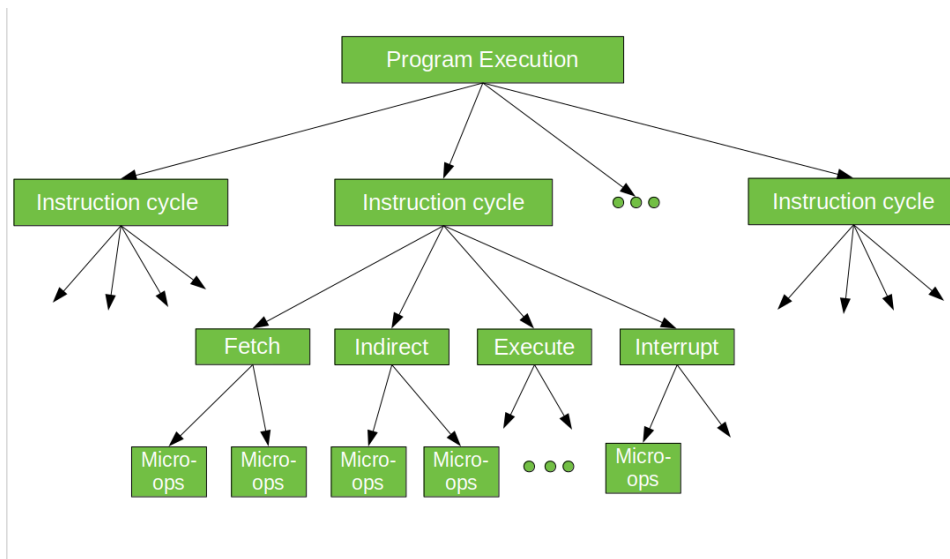 Program Execution
Instruction cycle
Instruction cycle
Instruction cycle
Fetch
Indirect
Execute
Interrupt
Micro-
ops
Micro-
ops
Micro-
ops
Micro-
ops
Micro-
ops